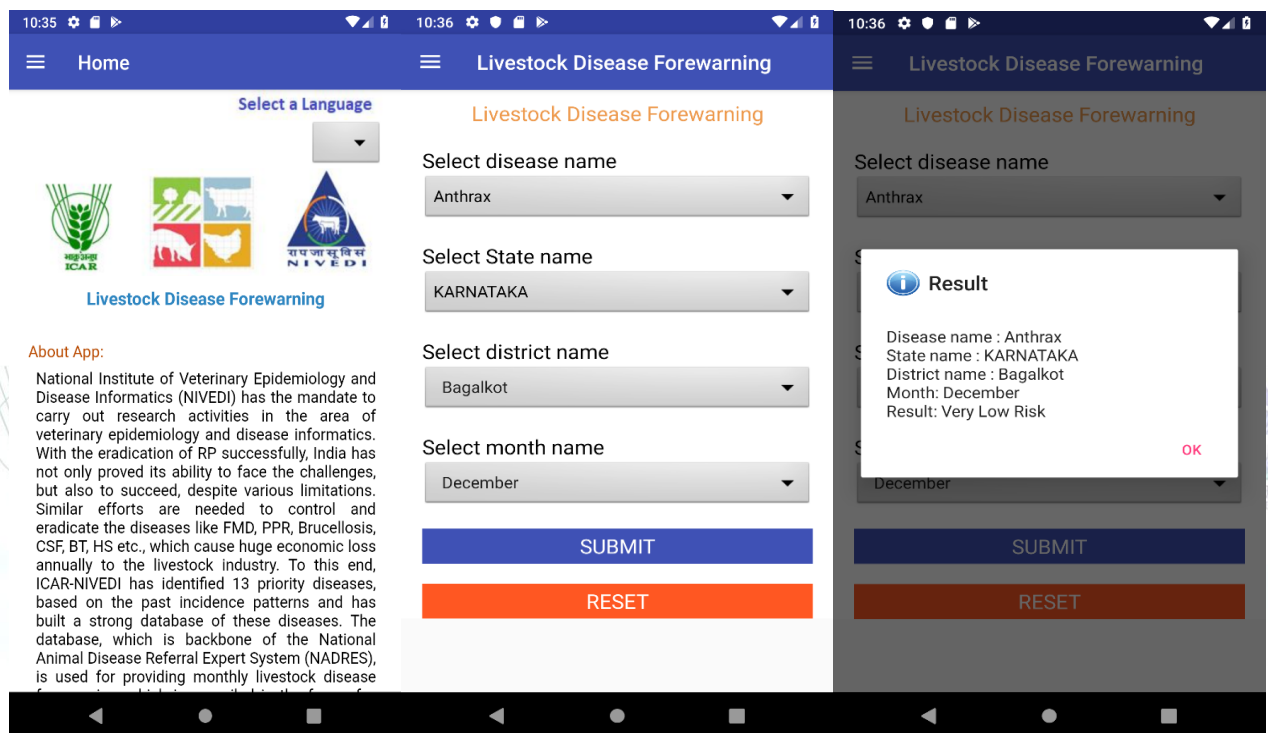 10:35
Home
Select a Language
भाकृअनुप
ICAR
रा प जा सू वि सं
NIVEDI
Livestock Disease Forewarning
About App:
National Institute of Veterinary Epidemiology and
Disease Informatics (NIVEDI) has the mandate to
carry out research activities in the area of
veterinary epidemiology and disease informatics.
With the eradication of RP successfully, India has
not only proved its ability to face the challenges,
but also to succeed, despite various limitations.
Similar efforts are needed to control and
eradicate the diseases like FMD, PPR, Brucellosis,
CSF, BT, HS etc., which cause huge economic loss
annually to the livestock industry. To this end,
ICAR-NIVEDI has identified 13 priority diseases,
based on the past incidence patterns and has
built a strong database of these diseases. The
database, which is backbone of the National
Animal Disease Referral Expert System (NADRES),
is used for providing monthly livestock disease
10:36
Livestock Disease Forewarning
Livestock Disease Forewarning
Select disease name
Anthrax
Select State name
KARNATAKA
Select district name
Bagalkot
Select month name
December
SUBMIT
RESET
10:36
Livestock Disease Forewarning
Livestock Disease Forewarning
Select disease name
Anthrax
Result
Disease name : Anthrax
State name : KARNATAKA
District name : Bagalkot
Month: December
Result: Very Low Risk
OK
December
SUBMIT
RESET